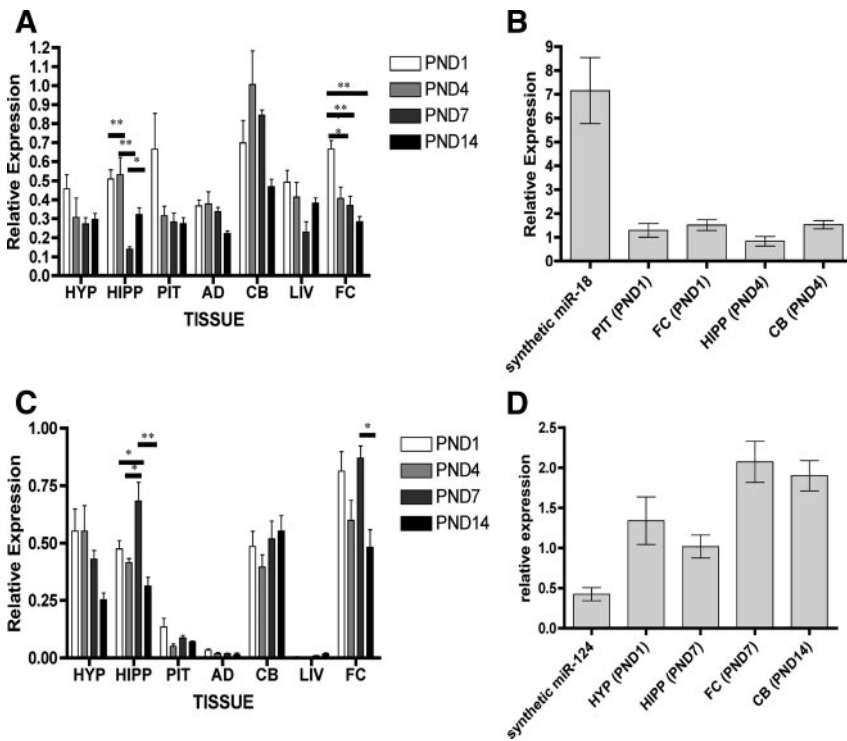 A
Relative Expression
1.2
1.1
1.0
0.9
0.8
0.7
0.6
0.5
0.4
0.3
0.2
0.1
0.0
**
**
*
**
**
*
PND1
PND4
PND7
PND14
HYP HIPP PIT AD CB LIV FC
TISSUE
B
Relative Expression
9
8
7
6
5
4
3
2
1
0
synthetic miR-18
PIT (PND1)
FC (PND1)
HIPP (PND4)
CB (PND4)
C
Relative Expression
1.00
0.75
0.50
0.25
0.00
*
**
*
*
PND1
PND4
PND7
PND14
HYP HIPP PIT AD CB LIV FC
TISSUE
D
relative expression
2.5
2.0
1.5
1.0
0.5
0.0
synthetic miR-124
HYP (PND1)
HIPP (PND7)
FC (PND7)
CB (PND14)